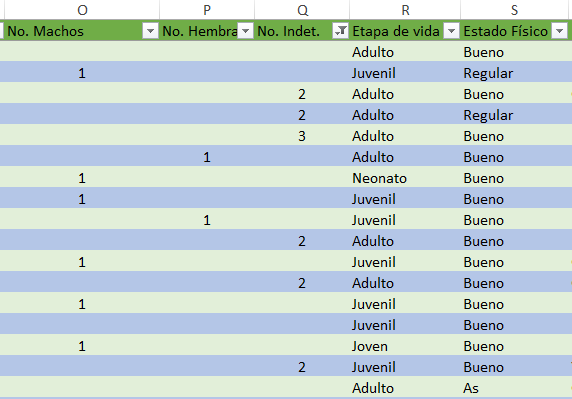 O P Q R S
No. Machos No. Hembra No. Indet. Etapa de vida Estado Físico
Adulto Bueno
1 Juvenil Regular
2 Adulto Bueno
2 Adulto Regular
3 Adulto Bueno
1 Adulto Bueno
1 Neonato Bueno
1 Juvenil Bueno
1 Juvenil Bueno
2 Adulto Bueno
1 Juvenil Bueno
2 Adulto Bueno
1 Juvenil Bueno
Juvenil Bueno
1 Joven Bueno
2 Juvenil Bueno
Adulto As